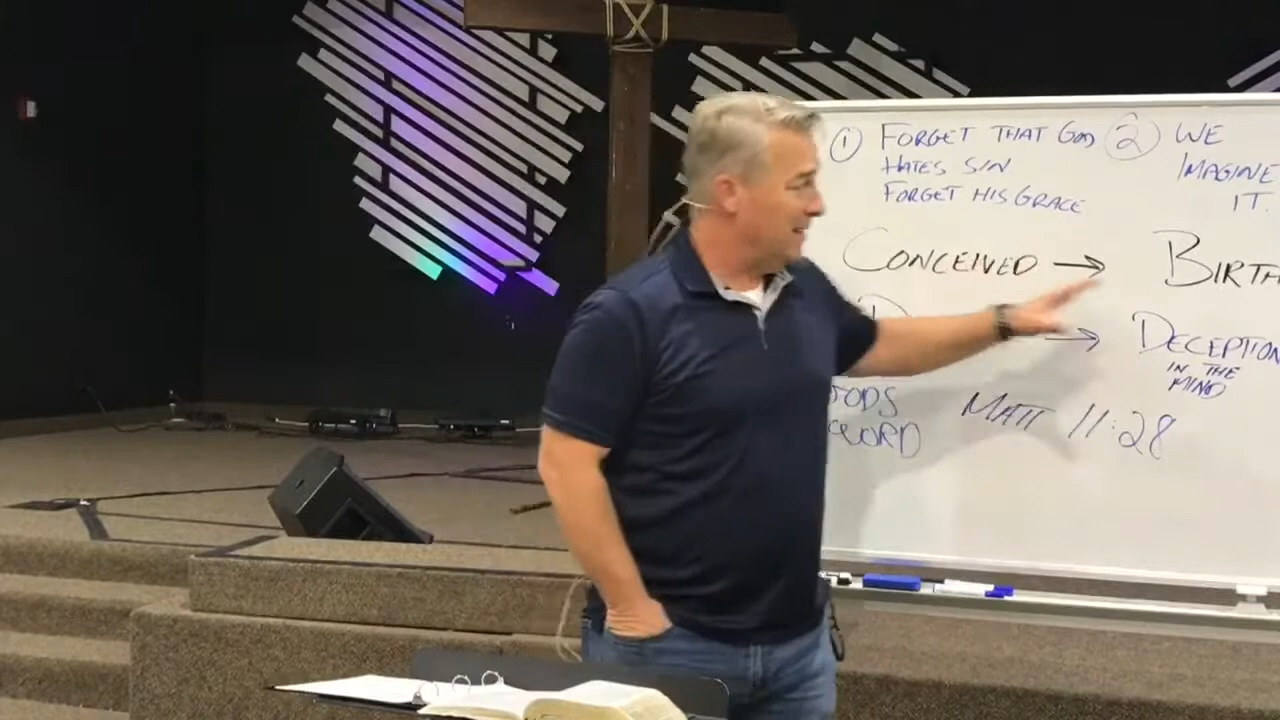 ① FORGET THAT GOD
HATES SIN
FORGET HIS GRACE
② WE
IMAGINE
IT.
CONCEIVED → BIRTH
→ DECEPTION
IN THE
MIND
WORD
MATT 11:28